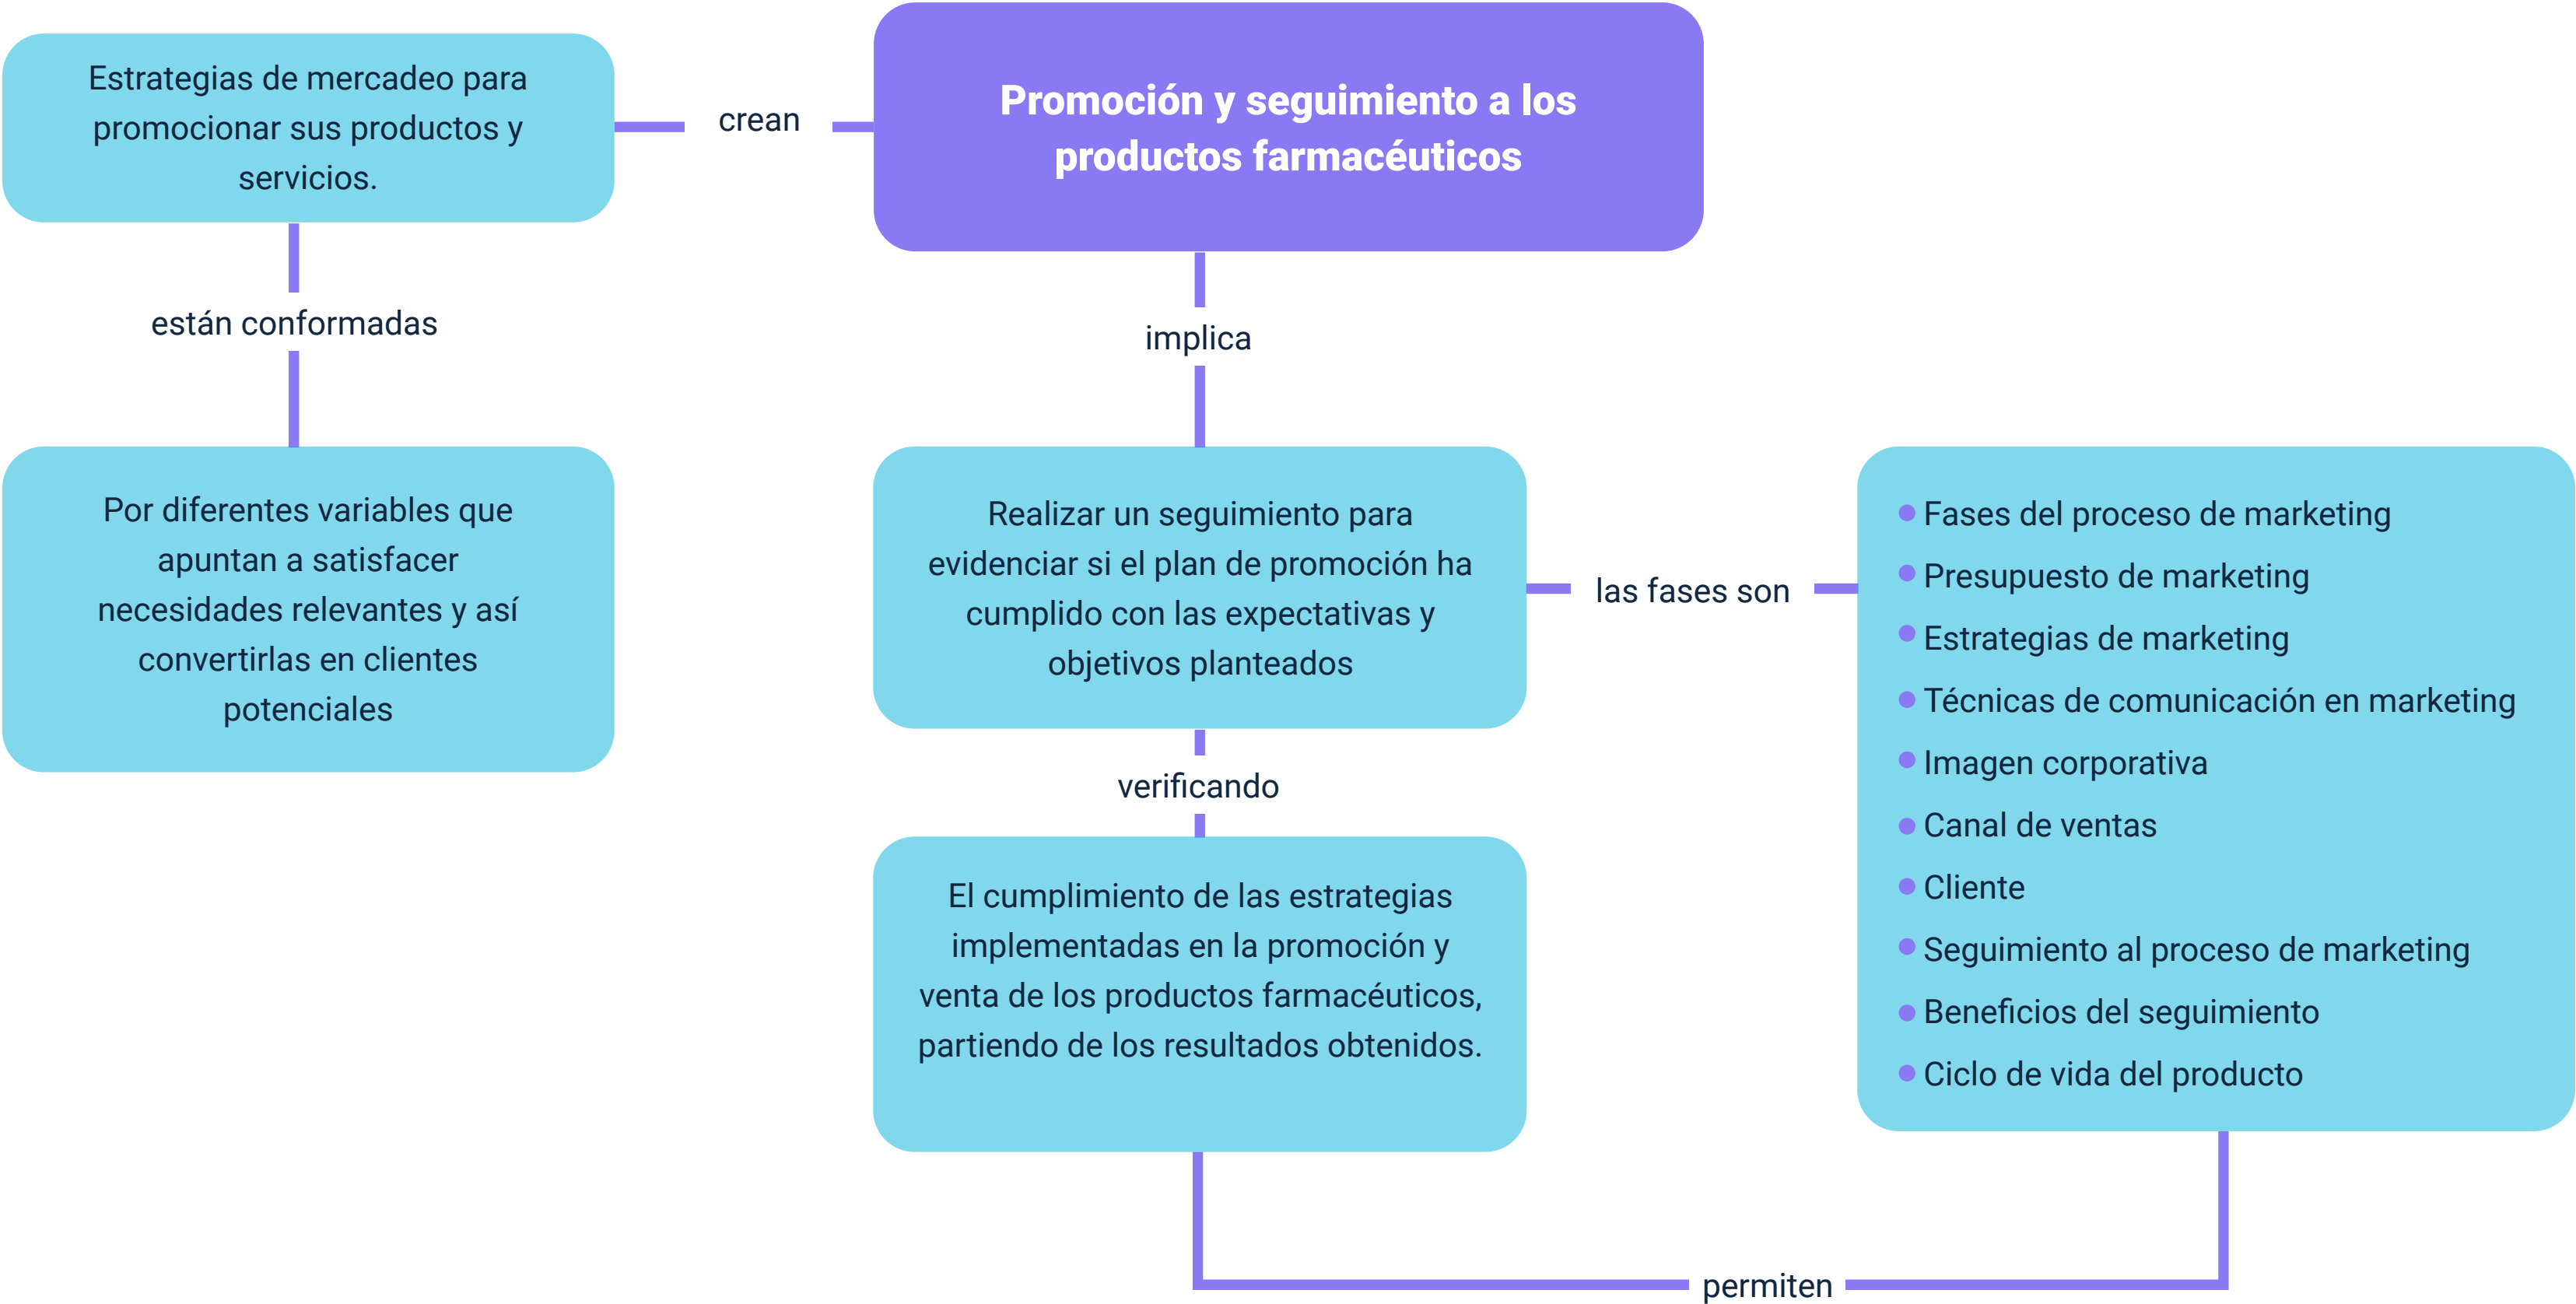 Promoción y seguimiento a los
productos farmacéuticos
crean
Estrategias de mercadeo para
promocionar sus productos y
servicios.
están conformadas
Por diferentes variables que
apuntan a satisfacer
necesidades relevantes y así
convertirlas en clientes
potenciales
implica
Realizar un seguimiento para
evidenciar si el plan de promoción ha
cumplido con las expectativas y
objetivos planteados
verificando
El cumplimiento de las estrategias
implementadas en la promoción y
venta de los productos farmacéuticos,
partiendo de los resultados obtenidos.
las fases son
Fases del proceso de marketing
Presupuesto de marketing
Estrategias de marketing
Técnicas de comunicación en marketing
Imagen corporativa
Canal de ventas
Cliente
Seguimiento al proceso de marketing
Beneficios del seguimiento
Ciclo de vida del producto
permiten